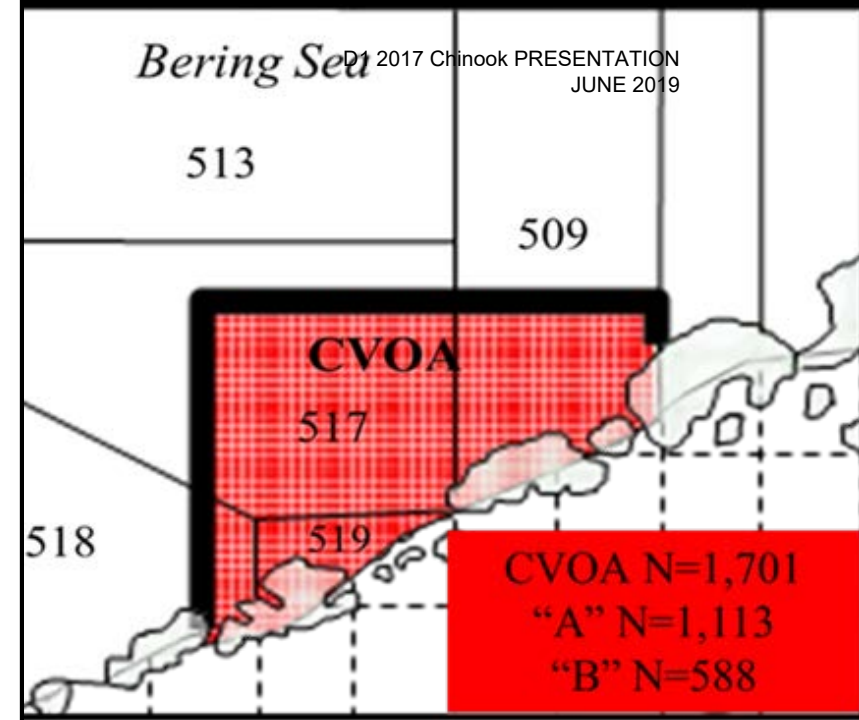 Bering Sea
D1 2017 Chinook PRESENTATION
JUNE 2019
513
509
CVOA
517
518
519
CVOA N=1,701
“A” N=1,113
“B” N=588